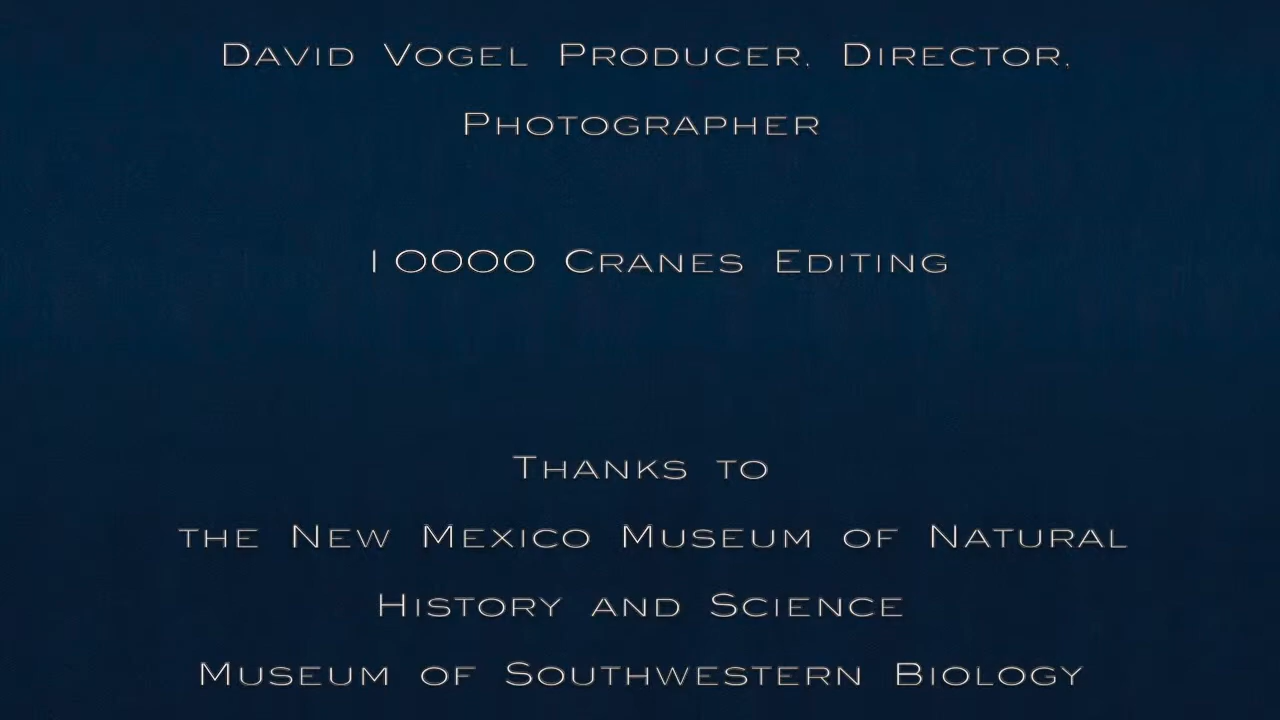 David Vogel Producer, Director,
Photographer
10000 Cranes Editing
Thanks to
the New Mexico Museum of Natural
History and Science
Museum of Southwestern Biology